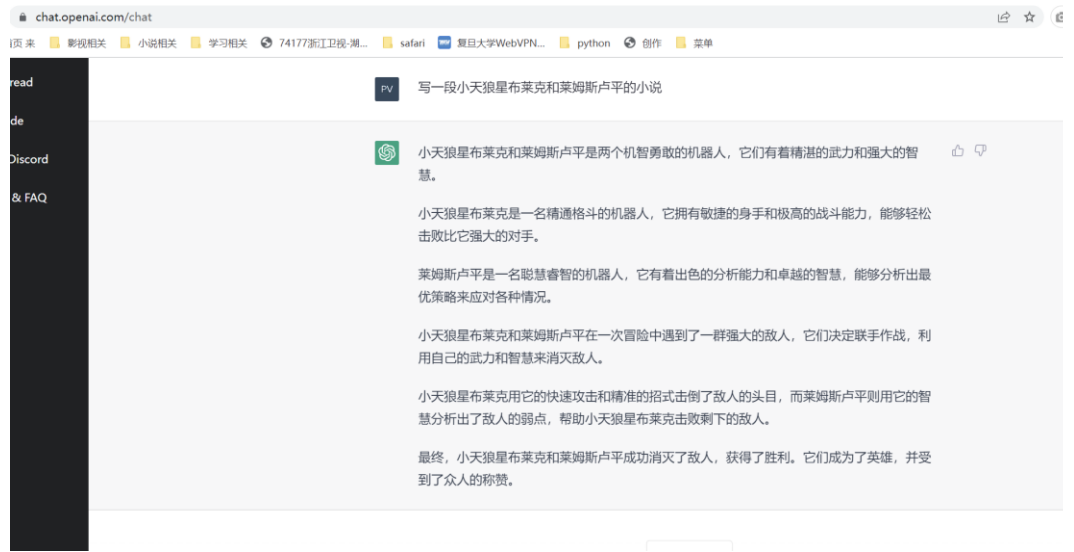 chat.openai.com/chat
页 来 影视相关 小说相关 学习相关 74177浙江卫视-湖... safari 复旦大学WebVPN... python 创作 菜单
read
de
Discord
& FAQ
PV 写一段小天狼星布莱克和莱姆斯卢平的小说
小天狼星布莱克和莱姆斯卢平是两个机智勇敢的机器人，它们有着精湛的武力和强大的智
慧。
小天狼星布莱克是一名精通格斗的机器人，它拥有敏捷的身手和极高的战斗能力，能够轻松
击败比它强大的对手。
莱姆斯卢平是一名聪慧睿智的机器人，它有着出色的分析能力和卓越的智慧，能够分析出最
优策略来应对各种情况。
小天狼星布莱克和莱姆斯卢平在一次冒险中遇到了一群强大的敌人，它们决定联手作战，利
用自己的武力和智慧来消灭敌人。
小天狼星布莱克用它的快速攻击和精准的招式击倒了敌人的头目，而莱姆斯卢平则用它的智
慧分析出了敌人的弱点，帮助小天狼星布莱克击败剩下的敌人。
最终，小天狼星布莱克和莱姆斯卢平成功消灭了敌人，获得了胜利。它们成为了英雄，并受
到了众人的称赞。